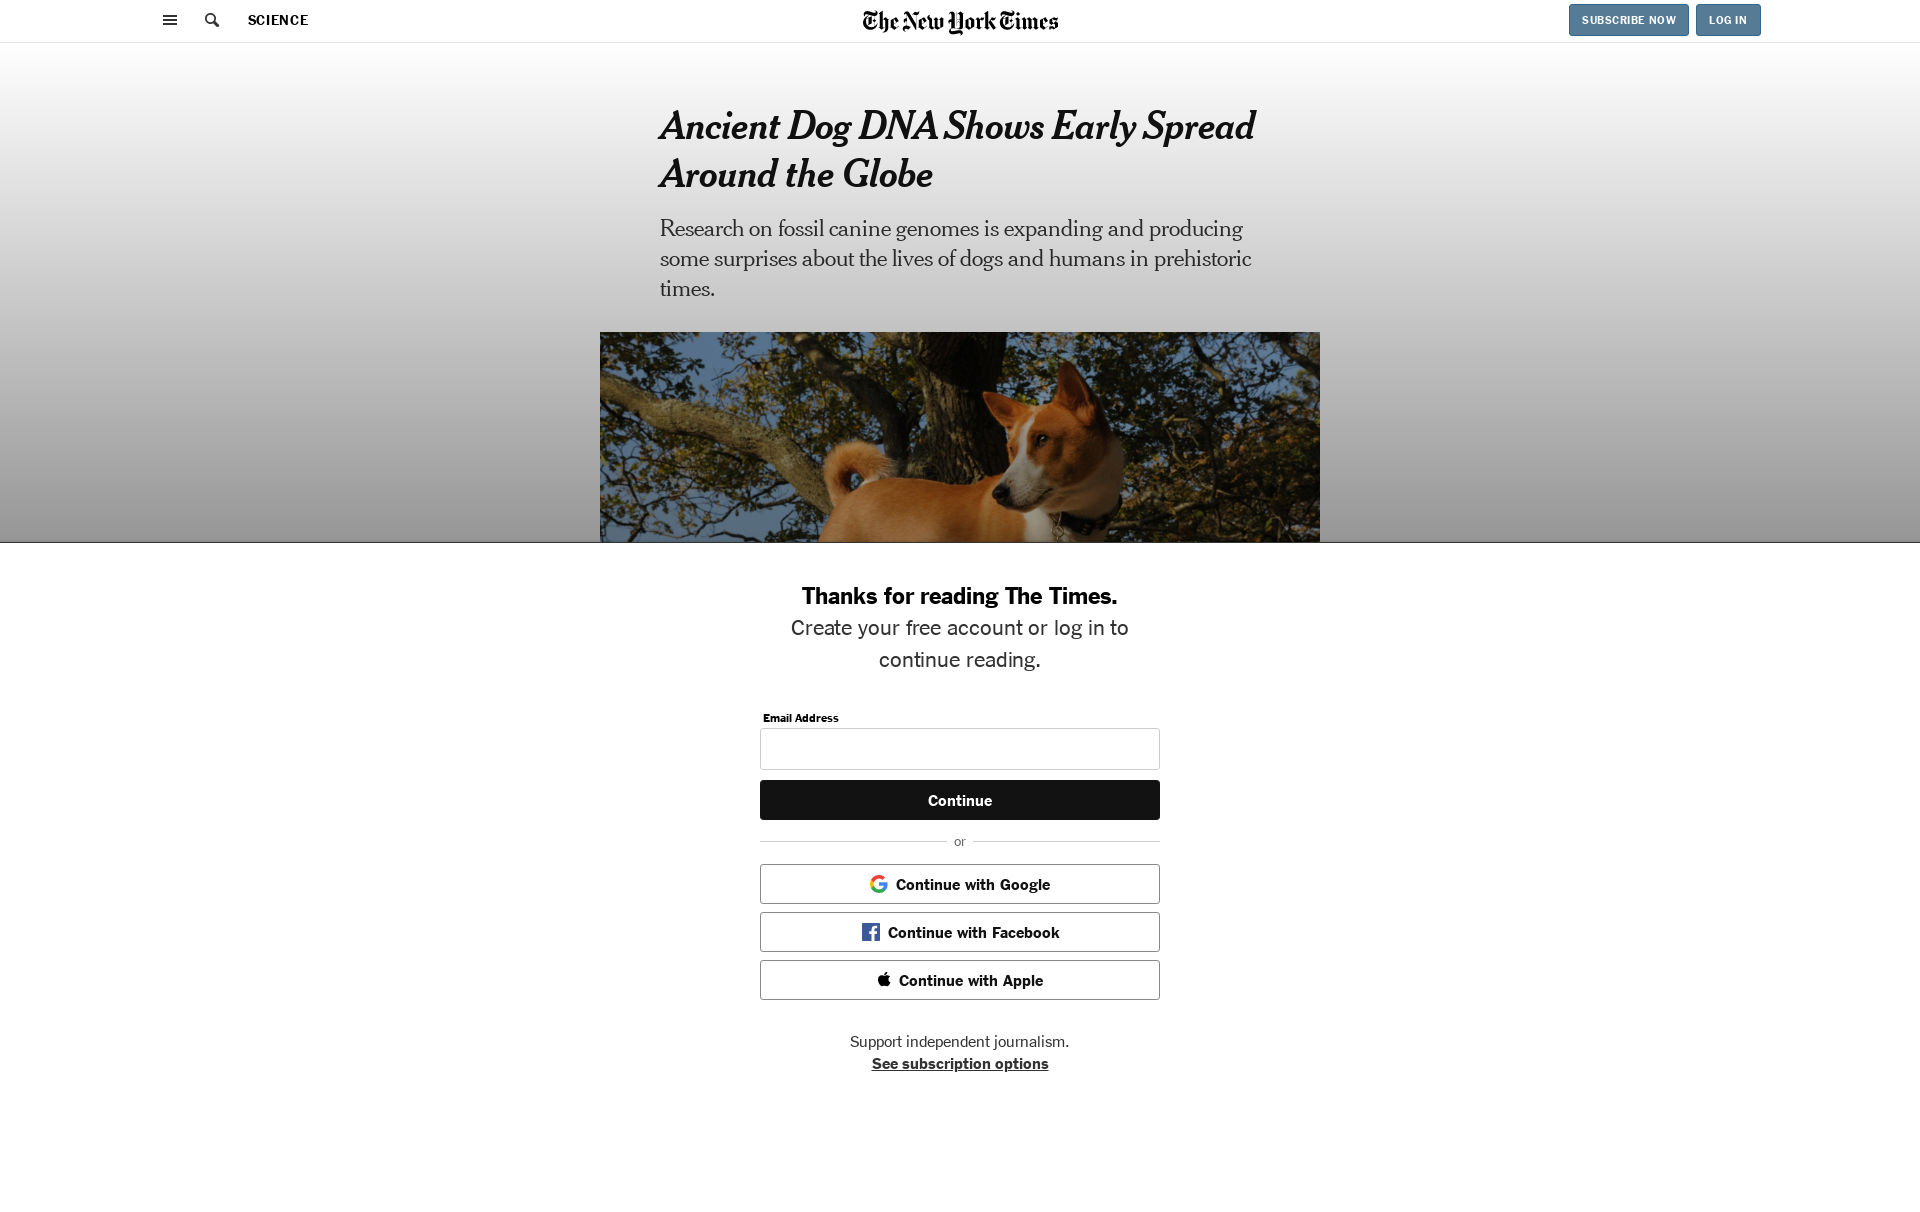 SCIENCE
The New York Times
SUBSCRIBE NOW
LOG IN
Ancient Dog DNA Shows Early Spread
Around the Globe
Research on fossil canine genomes is expanding and producing
some surprises about the lives of dogs and humans in prehistoric
times.
Thanks for reading The Times.
Create your free account or log in to
continue reading.
Email Address
Continue
or
Continue with Google
Continue with Facebook
Continue with Apple
Support independent journalism.
See subscription options